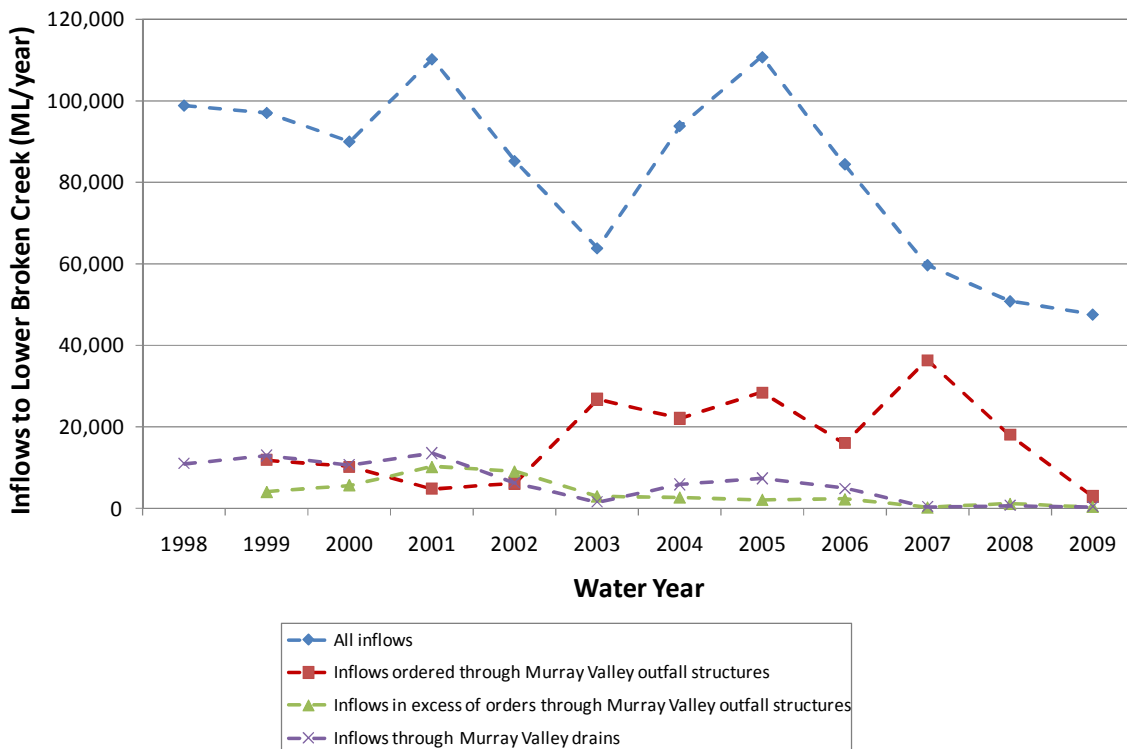 Inflows to Lower Broken Creek (ML/year)
120,000
100,000
80,000
60,000
40,000
20,000
0
1998 1999 2000 2001 2002 2003 2004 2005 2006 2007 2008 2009
Water Year
All inflows
Inflows ordered through Murray Valley outfall structures
Inflows in excess of orders through Murray Valley outfall structures
Inflows through Murray Valley drains